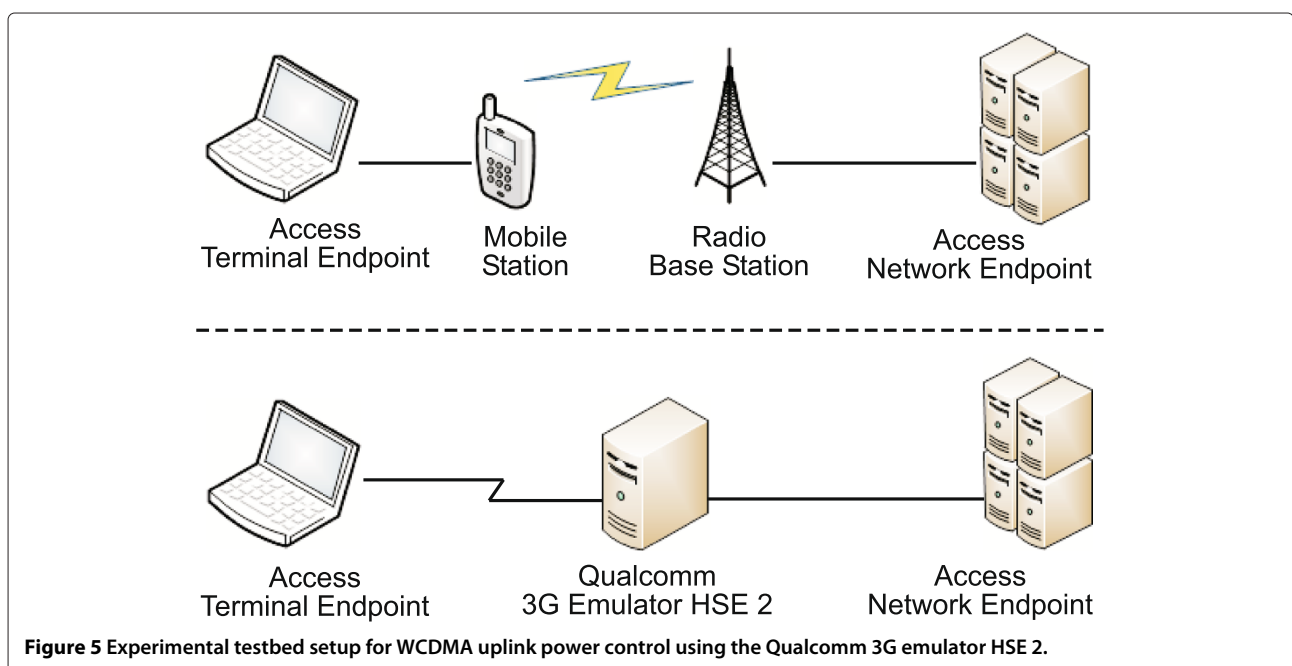 Access
Terminal Endpoint
Mobile
Station
Radio
Base Station
Access
Network Endpoint
Access
Terminal Endpoint
Qualcomm
3G Emulator HSE 2
Access
Network Endpoint
Figure 5 Experimental testbed setup for WCDMA uplink power control using the Qualcomm 3G emulator HSE 2.